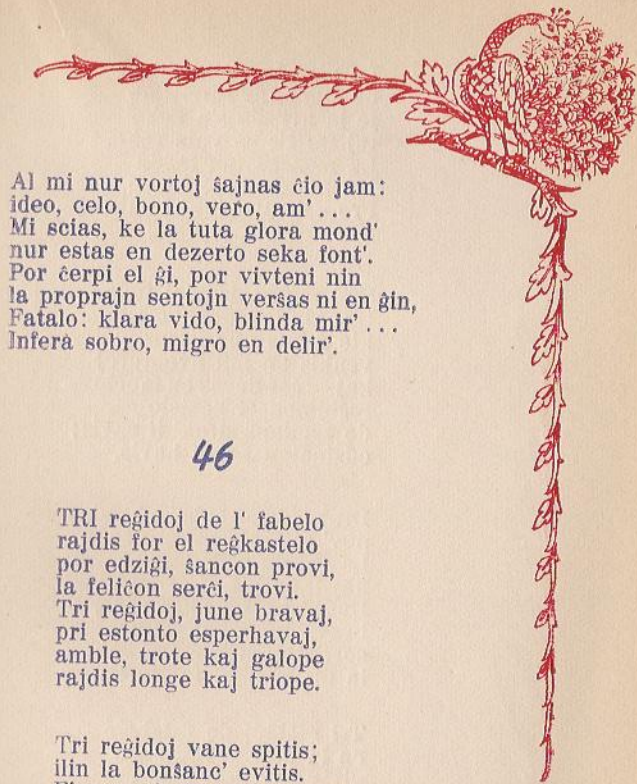 Al mi nur vortoj ŝajnas ĉio jam:
ideo, celo, bono, vero, am' . . .
Mi scias, ke la tuta glora mond'
nur estas en dezerto seka font'.
Por ĉerpi el ĝi, por vivteni nin
la proprajn sentojn verŝas ni en ĝin,
Fatalo: klara vido, blinda mir' . . .
Infera sobro, migro en delir'.
46
TRI reĝidoj de l' fabelo
rajdis for el reĝkastelo
por edziĝi, ŝancon provi,
la feliĉon serĉi, trovi.
Tri reĝidoj, june bravaj,
pri estonto esperhavaj,
amble, trote kaj galope
rajdis longe kaj triope.
Tri reĝidoj vane spitis;
ilin la bonŝanc' evitis.